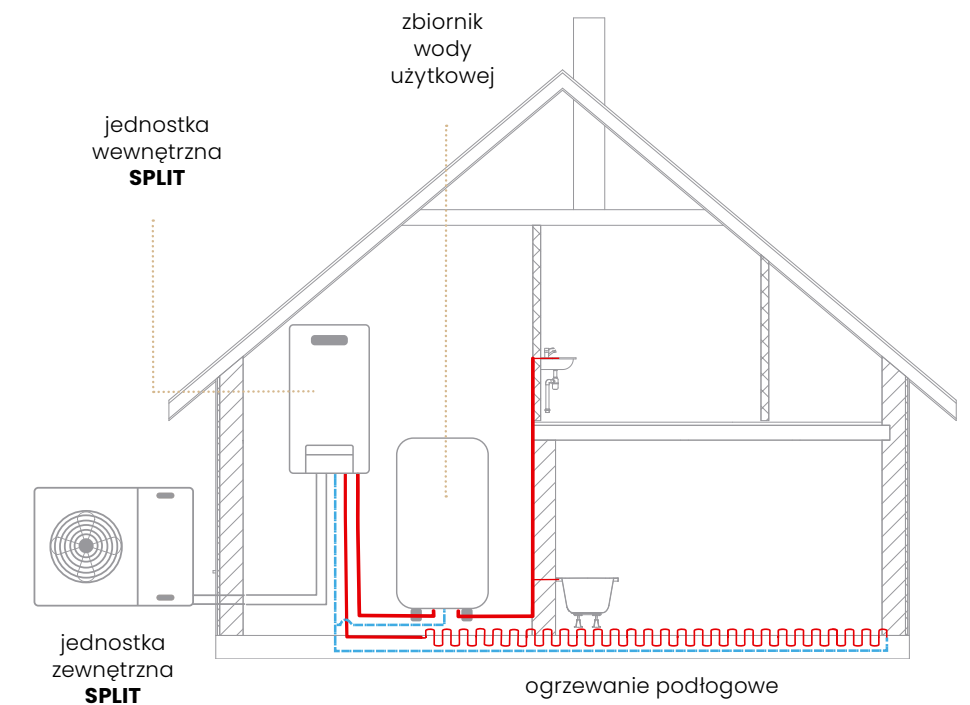 zbiornik
wody
użytkowej
jednostka
wewnętrzna
SPLIT
jednostka
zewnętrzna
SPLIT
ogrzewanie podłogowe